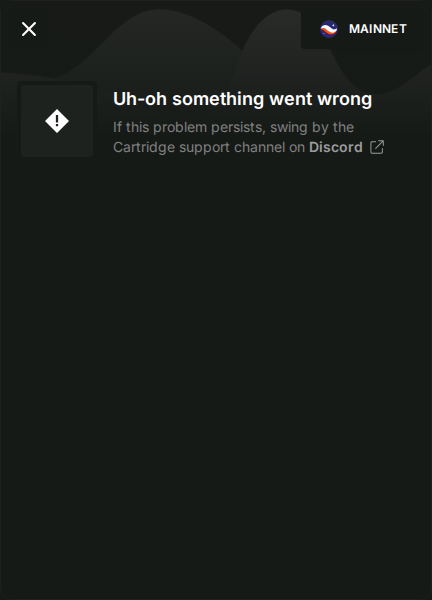 MAINNET
Uh-oh something went wrong
If this problem persists, swing by the
Cartridge support channel on Discord